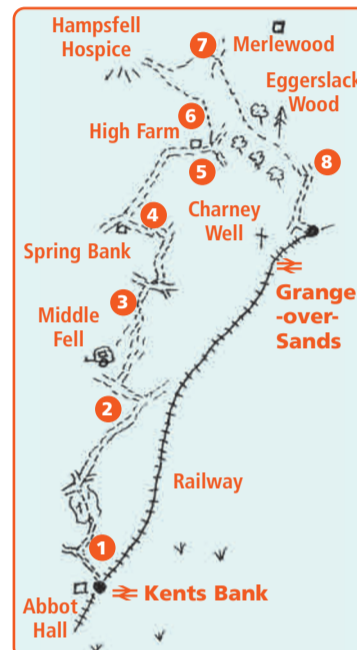 Hampsfell
Hospice
7
Merlewood
Eggerslack
Wood
6
High Farm
5
8
4
Charney
Well
Spring Bank
Grange
-over-
Sands
3
Middle
Fell
2
Railway
1
Kents Bank
Abbot
Hall